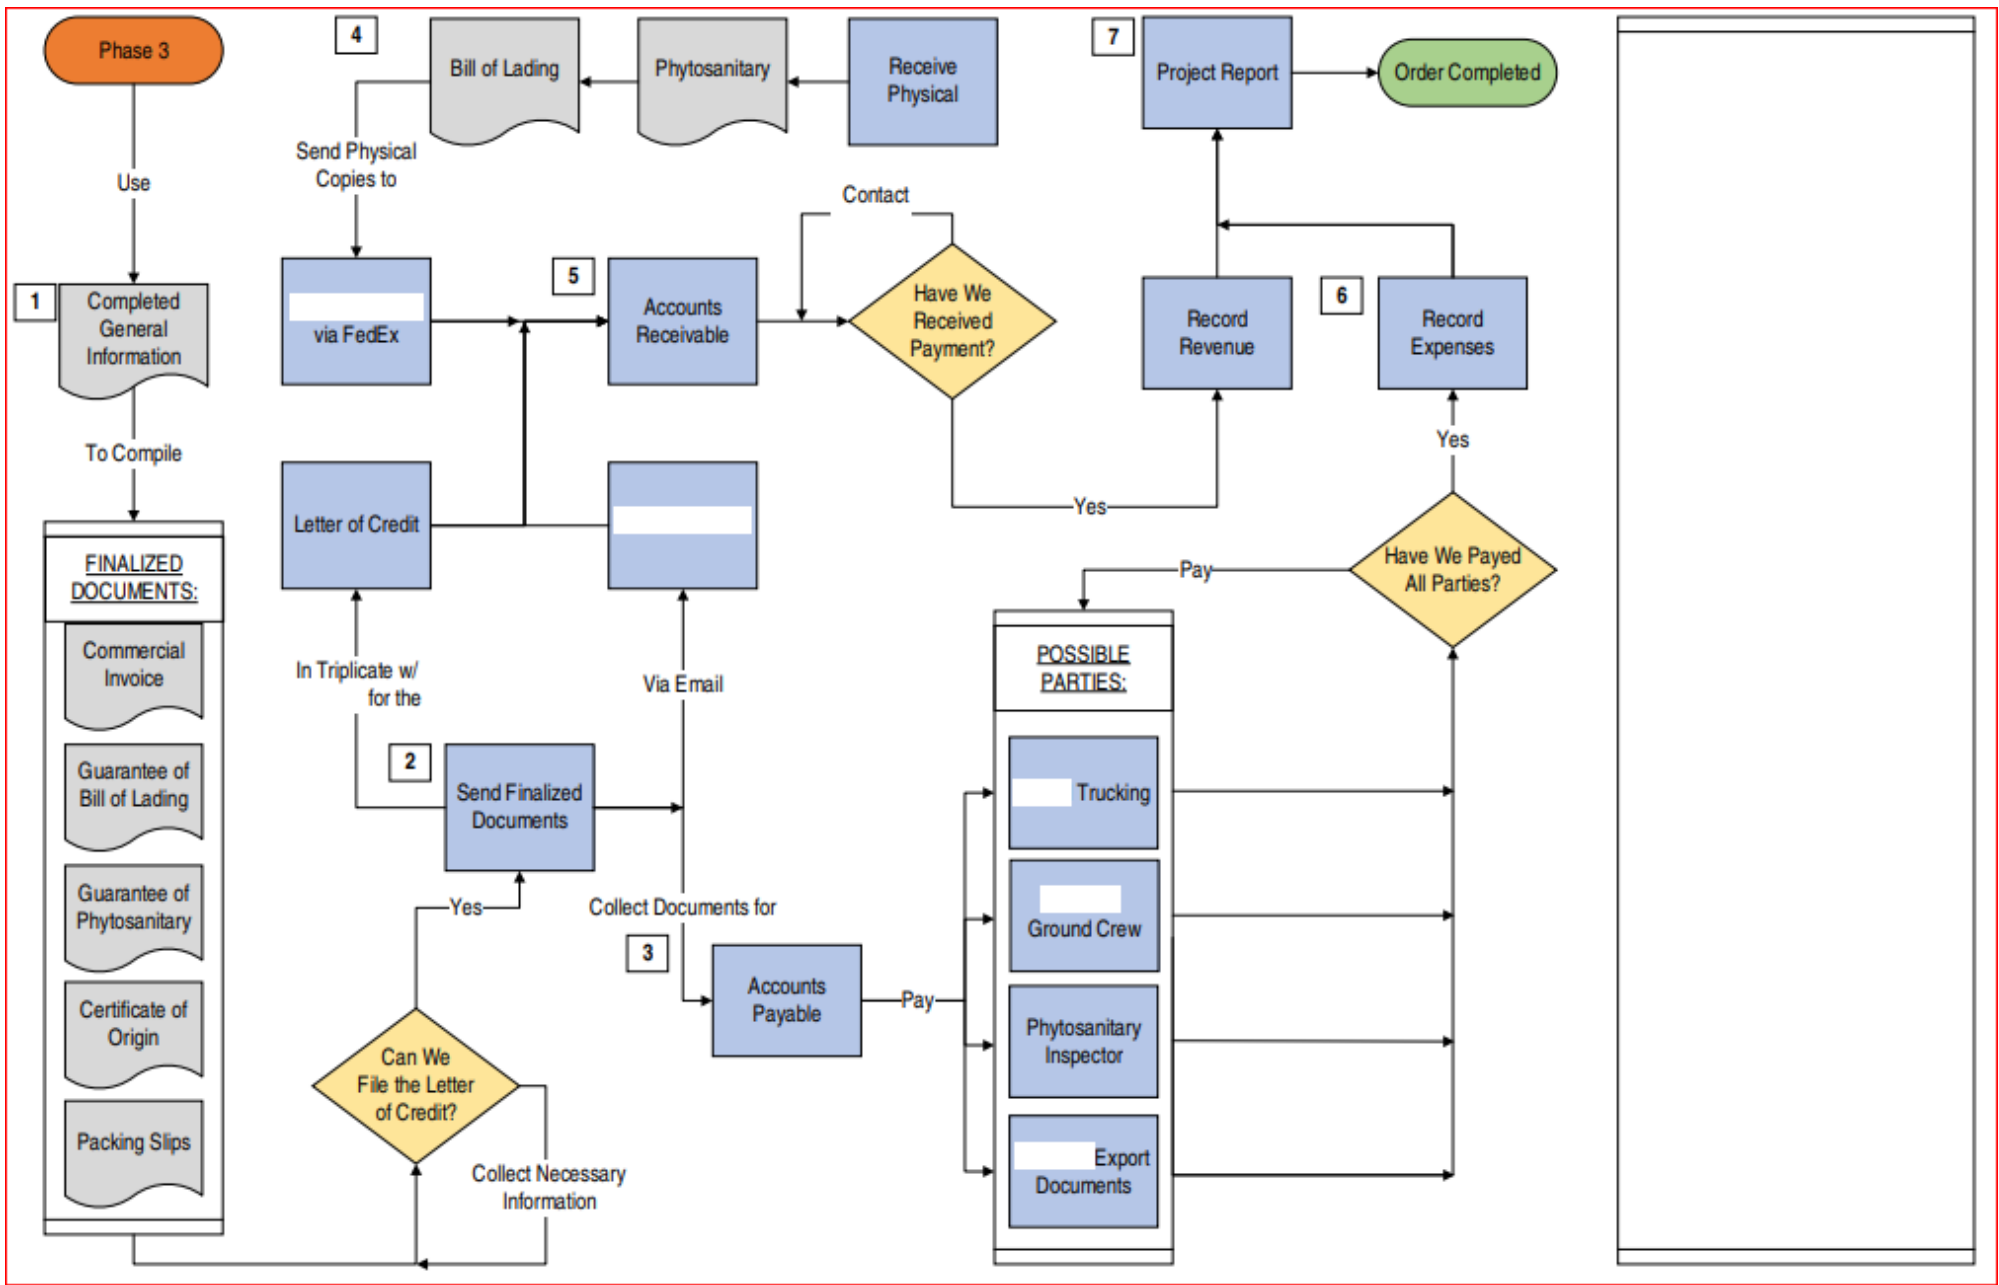 Phase 3
Use
1
Completed
General
Information
To Compile
FINALIZED
DOCUMENTS:
Commercial
Invoice
Guarantee of
Bill of Lading
Guarantee of
Phytosanitary
Certificate of
Origin
Packing Slips
Can We
File the Letter
of Credit?
Collect Necessary
Information
Yes
2
Send Finalized
Documents
In Triplicate w/
for the
Letter of Credit
Via Email
Collect Documents for
3
Accounts
Payable
Pay
POSSIBLE
PARTIES:
Trucking
Ground Crew
Phytosanitary
Inspector
Export
Documents
Pay
Have We Payed
All Parties?
Yes
4
Bill of Lading
Phytosanitary
Receive
Physical
Send Physical
Copies to
via FedEx
5
Accounts
Receivable
Contact
Have We
Received
Payment?
Yes
Record
Revenue
6
Record
Expenses
7
Project Report
Order Completed